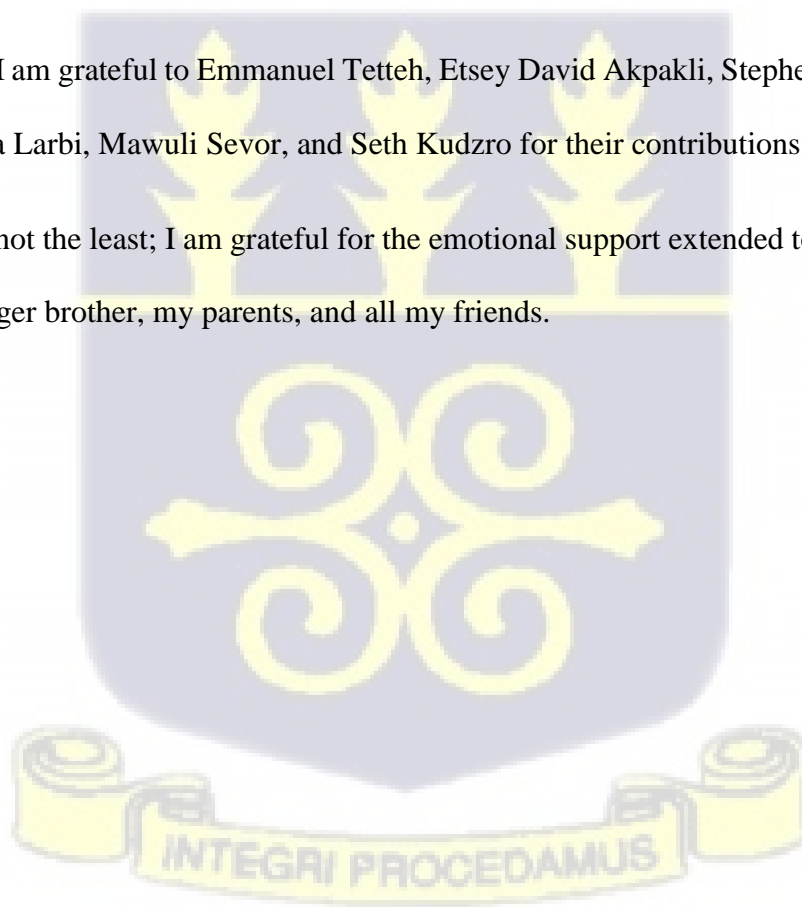 I am grateful to Emmanuel Tetteh, Etsey David Akpakli, Stephe
a Larbi, Mawuli Sevor, and Seth Kudzro for their contributions
not the least; I am grateful for the emotional support extended to
ger brother, my parents, and all my friends.
INTEGRI PROCEDAMUS